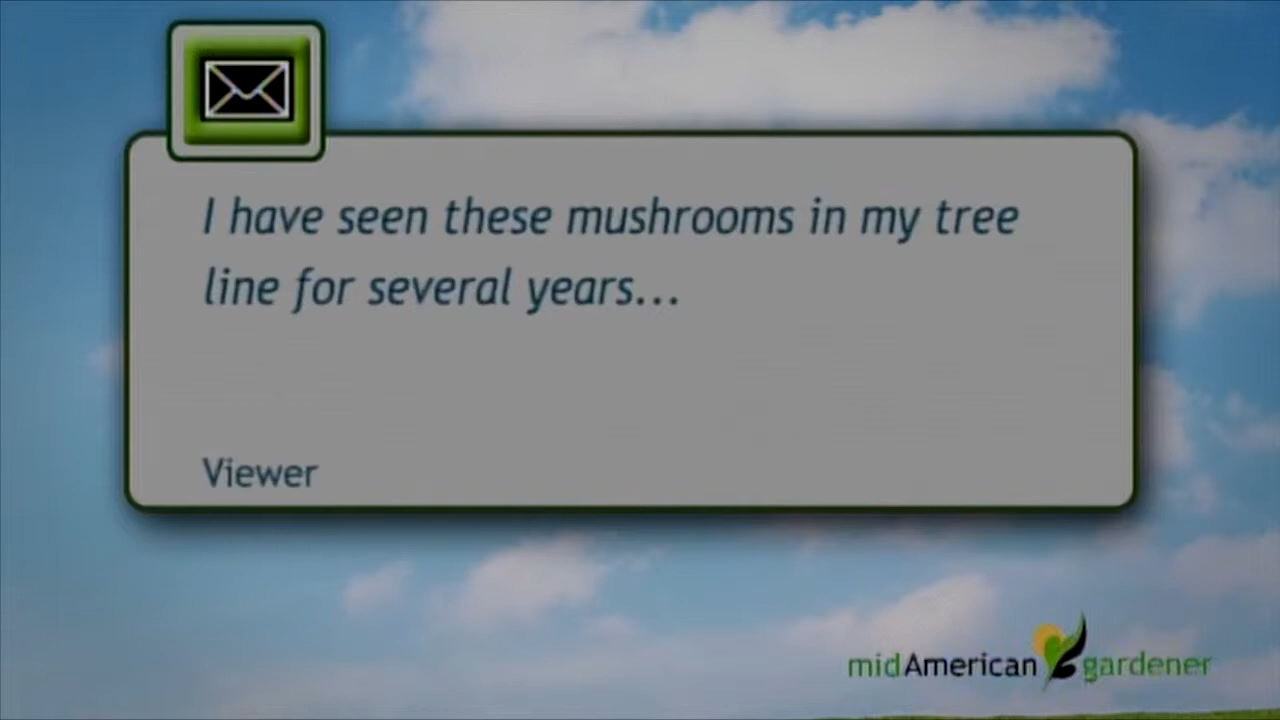 I have seen these mushrooms in my tree
line for several years...
Viewer
midAmerican gardener